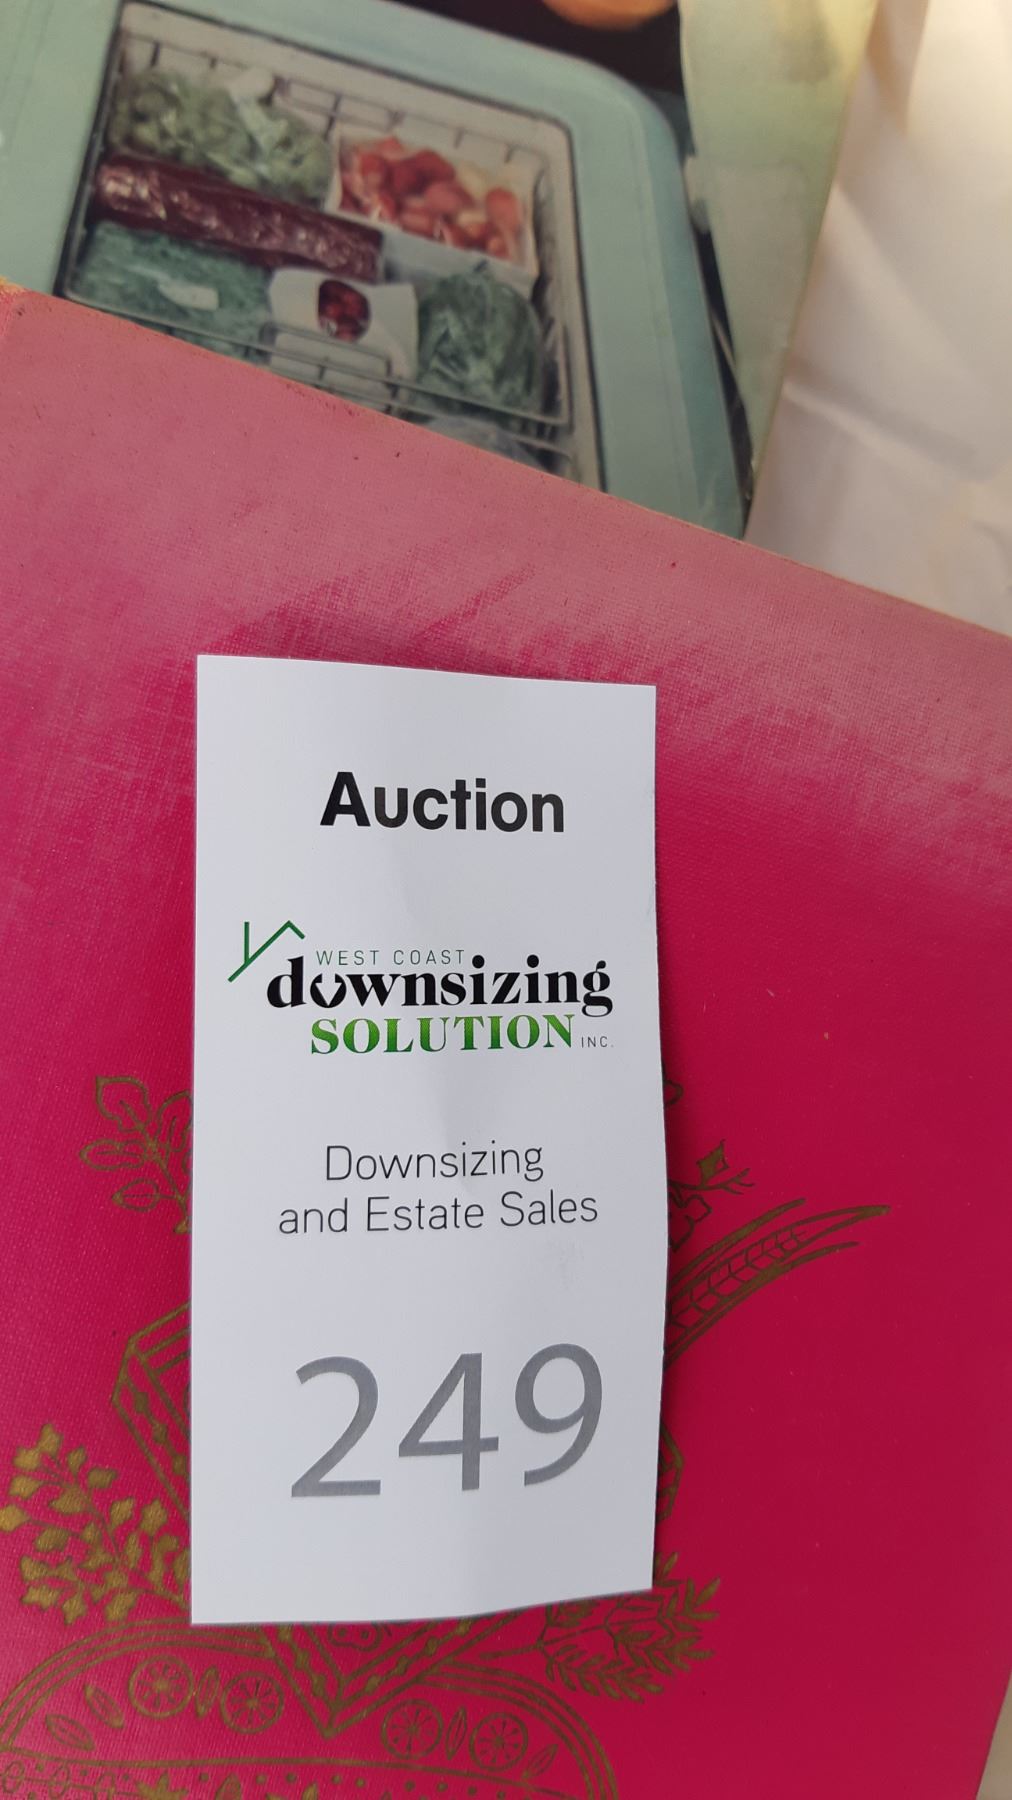 Auction
WEST COAST
downsizing
SOLUTION INC.
Downsizing
and Estate Sales
249